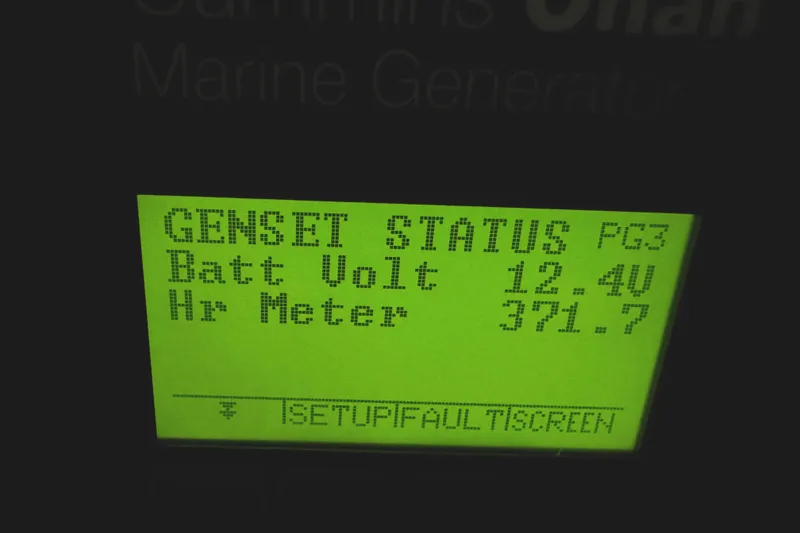 Cummins Onan
Marine Generator
GENSET STATUS PG3
Batt Volt 12.4V
Hr Meter 371.7
SETUP|FAULT|SCREEN